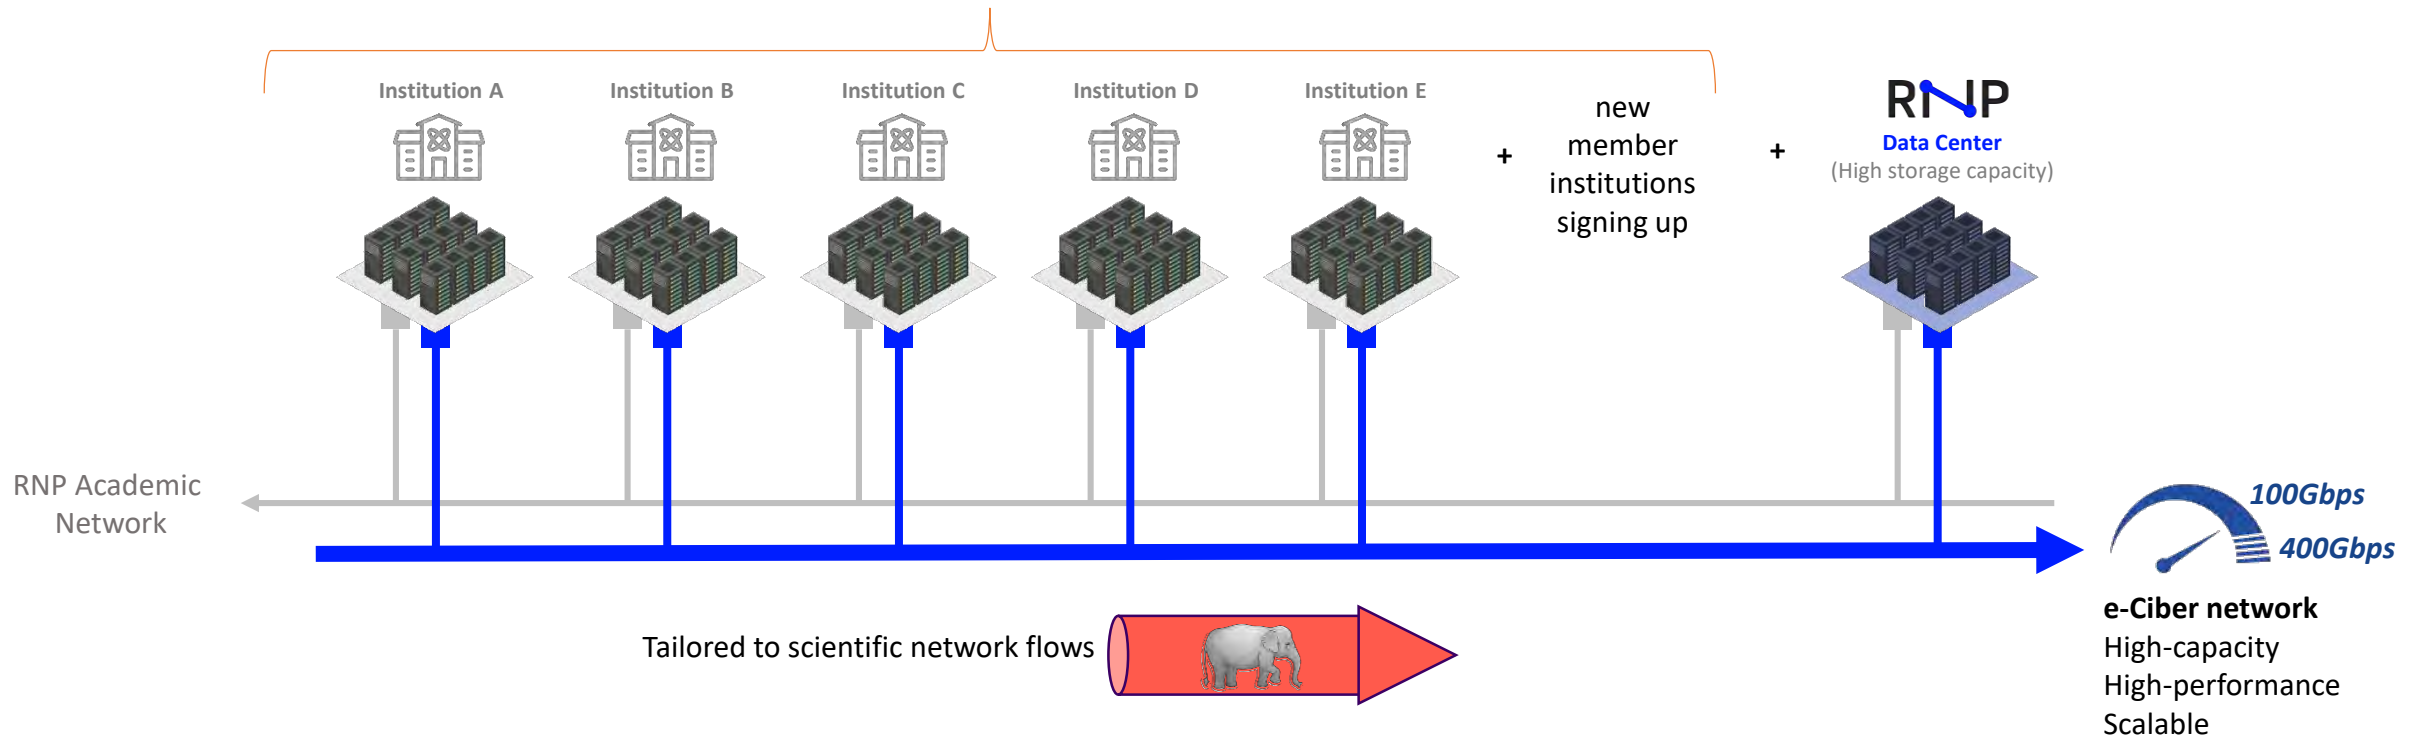 Institution A
Institution B
Institution C
Institution D
Institution E
+
new
member
institutions
signing up
+
RNP
Data Center
(High storage capacity)
RNP Academic
Network
100Gbps
400Gbps
e-Ciber network
High-capacity
High-performance
Scalable
Tailored to scientific network flows